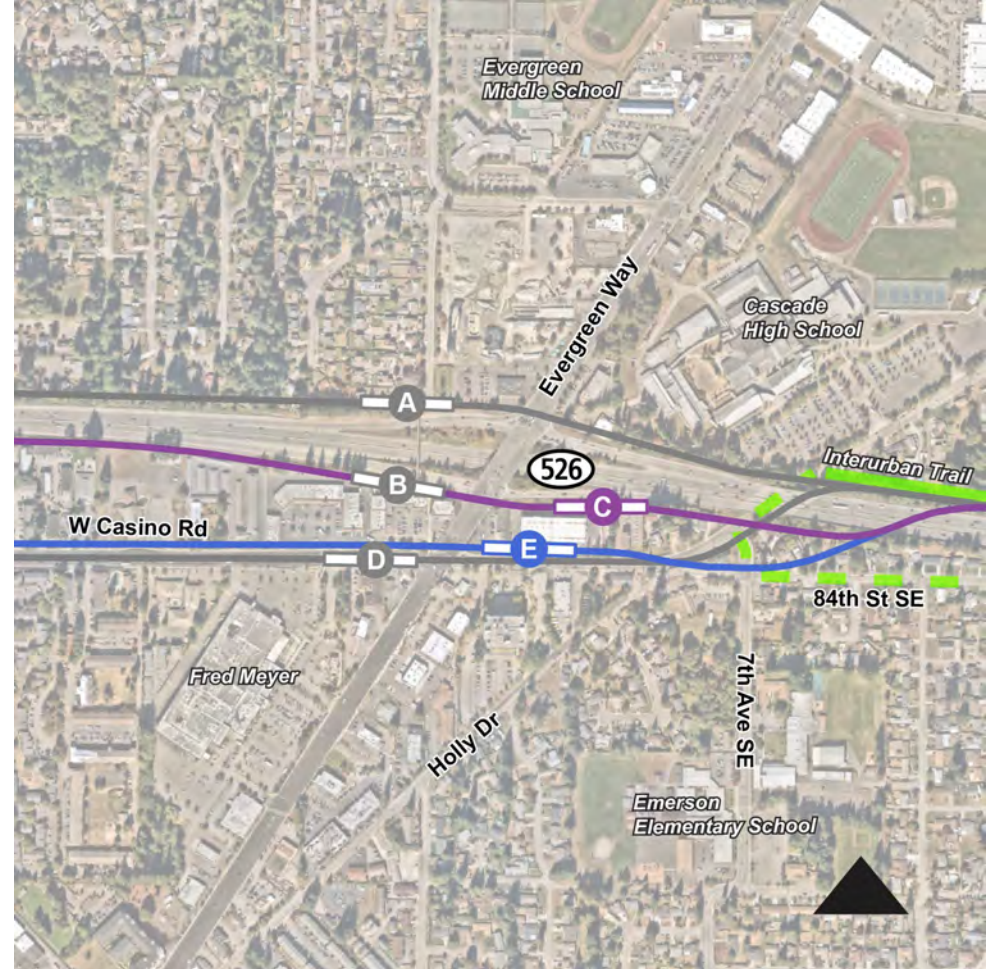 Evergreen
Middle School
Evergreen Way
Cascade
High School
A
Interurban Trail
526
B
C
W Casino Rd
E
D
84th St SE
Fred Meyer
7th Ave SE
Holly Dr
Emerson
Elementary School